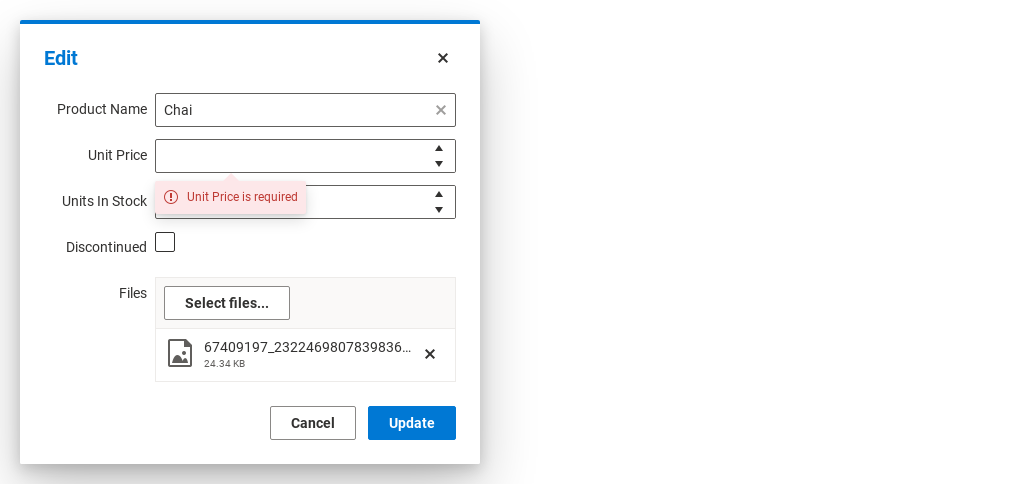 Edit
Product Name Chai
Unit Price
Unit Price is required
Units In Stock
Discontinued
Files Select files...
67409197_2322469807839836...
24.34 KB
Cancel Update